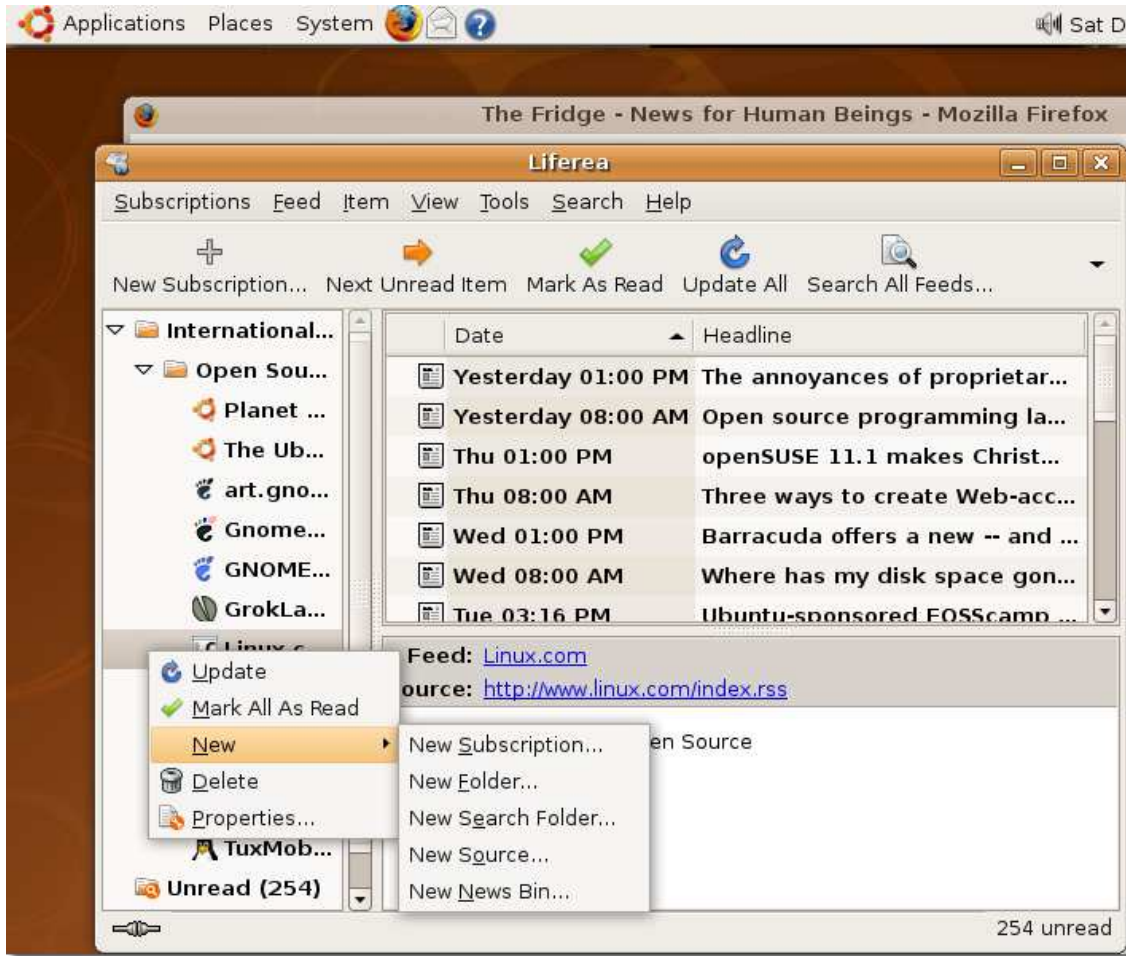 Applications Places System
Sat D
The Fridge - News for Human Beings - Mozilla Firefox
Liferea
Subscriptions Feed Item View Tools Search Help
New Subscription... Next Unread Item Mark As Read Update All Search All Feeds...
International...
Open Sou...
Planet ...
The Ub...
art.gno...
Gnome...
GNOME...
GrokLa...
Linux.c...
Date Headline
Yesterday 01:00 PM The annoyances of proprietar...
Yesterday 08:00 AM Open source programming la...
Thu 01:00 PM openSUSE 11.1 makes Christ...
Thu 08:00 AM Three ways to create Web-acc...
Wed 01:00 PM Barracuda offers a new -- and ...
Wed 08:00 AM Where has my disk space gon...
Tue 03:16 PM Ubuntu-sponsored FOSScamp ...
Feed: Linux.com
ource: http://www.linux.com/index.rss
en Source
Update
Mark All As Read
New
Delete
Properties...
New Subscription...
New Folder...
New Search Folder...
New Source...
New News Bin...
TuxMob...
Unread (254)
254 unread